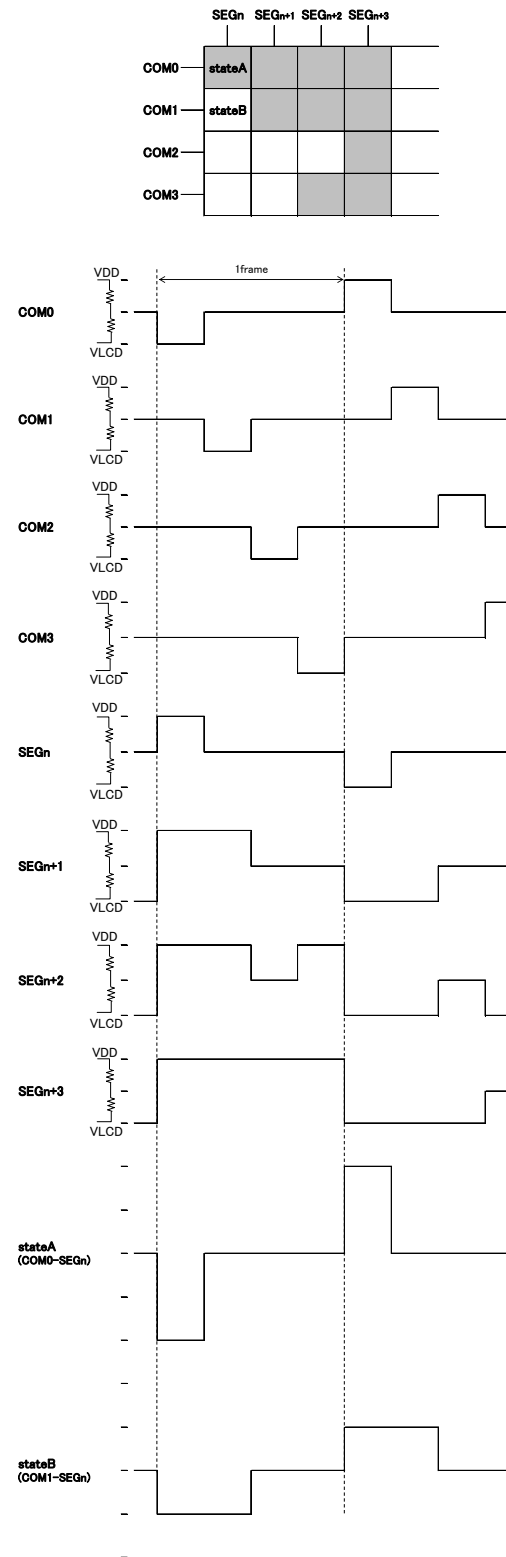 SEGn SEGn+1 SEGn+2 SEGn+3
COM0 stateA
COM1 stateB
COM2
COM3
1frame
VDD
COM0
VLCD
VDD
COM1
VLCD
VDD
COM2
VLCD
VDD
COM3
VLCD
VDD
SEGn
VLCD
VDD
SEGn+1
VLCD
VDD
SEGn+2
VLCD
VDD
SEGn+3
VLCD
stateA
(COM0-SEGn)
stateB
(COM1-SEGn)